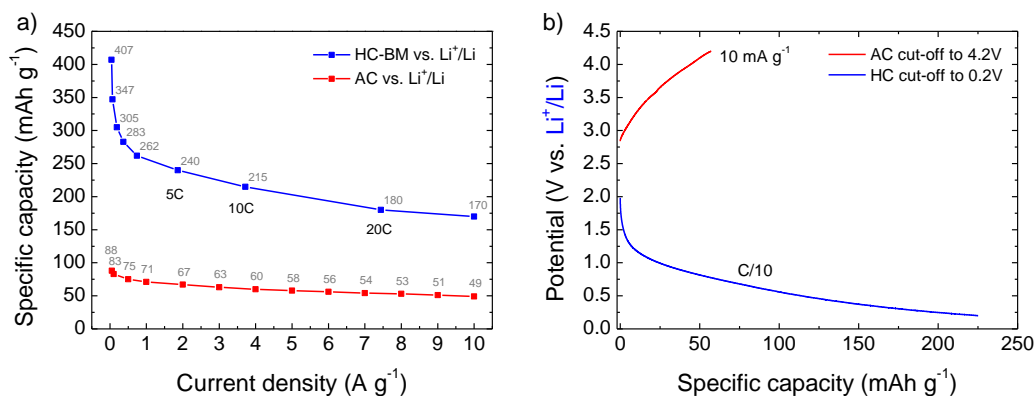 a)
Specific capacity (mAh g⁻¹)
450
400
350
300
250
200
150
100
50
0
407
347
305
283
262
240
215
180
170
5C
10C
20C
88
83
75
71
67
63
60
58
56
54
53
51
49
HC-BM vs. Li⁺/Li
AC vs. Li⁺/Li
0 1 2 3 4 5 6 7 8 9 10
Current density (A g⁻¹)
b)
Potential (V vs. Li⁺/Li)
4.5
4.0
3.5
3.0
2.5
2.0
1.5
1.0
0.5
0.0
10 mA g⁻¹
AC cut-off to 4.2V
HC cut-off to 0.2V
C/10
0 50 100 150 200 250
Specific capacity (mAh g⁻¹)